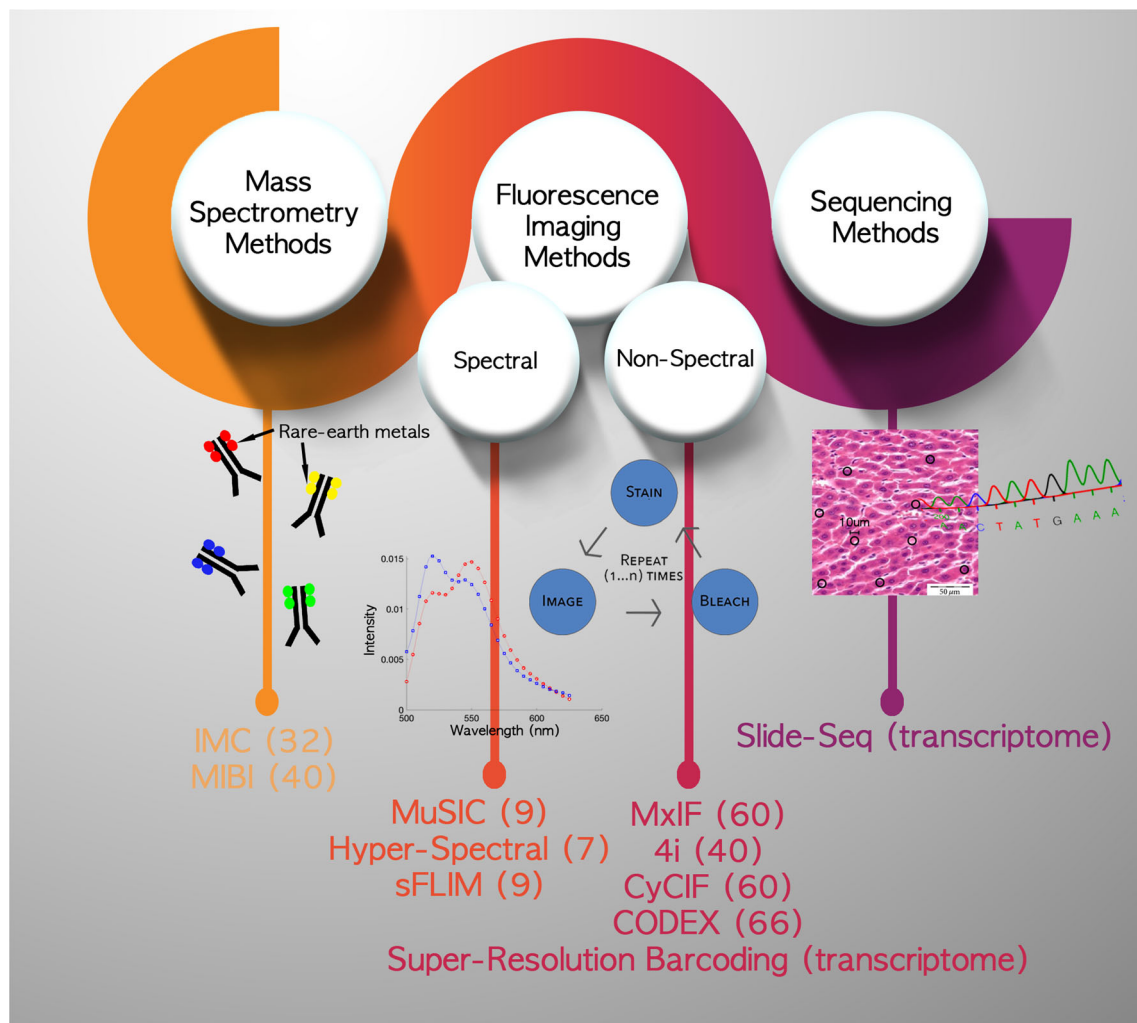 Mass
Spectrometry
Methods
Fluorescence
Imaging
Methods
Sequencing
Methods
Spectral
Non-Spectral
Rare-earth metals
STAIN
REPEAT
(1...n) TIMES
IMAGE
BLEACH
0.015
0.01
0.005
0
Intensity
500
550
600
650
Wavelength (nm)
10um
50 μm
C T A T G A A A
IMC (32)
MIBI (40)
MuSIC (9)
Hyper-Spectral (7)
sFLIM (9)
MxIF (60)
4i (40)
CyCIF (60)
CODEX (66)
Super-Resolution Barcoding (transcriptome)
Slide-Seq (transcriptome)